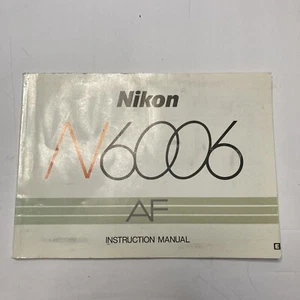 Nikon
N6006
AF
INSTRUCTION MANUAL
E